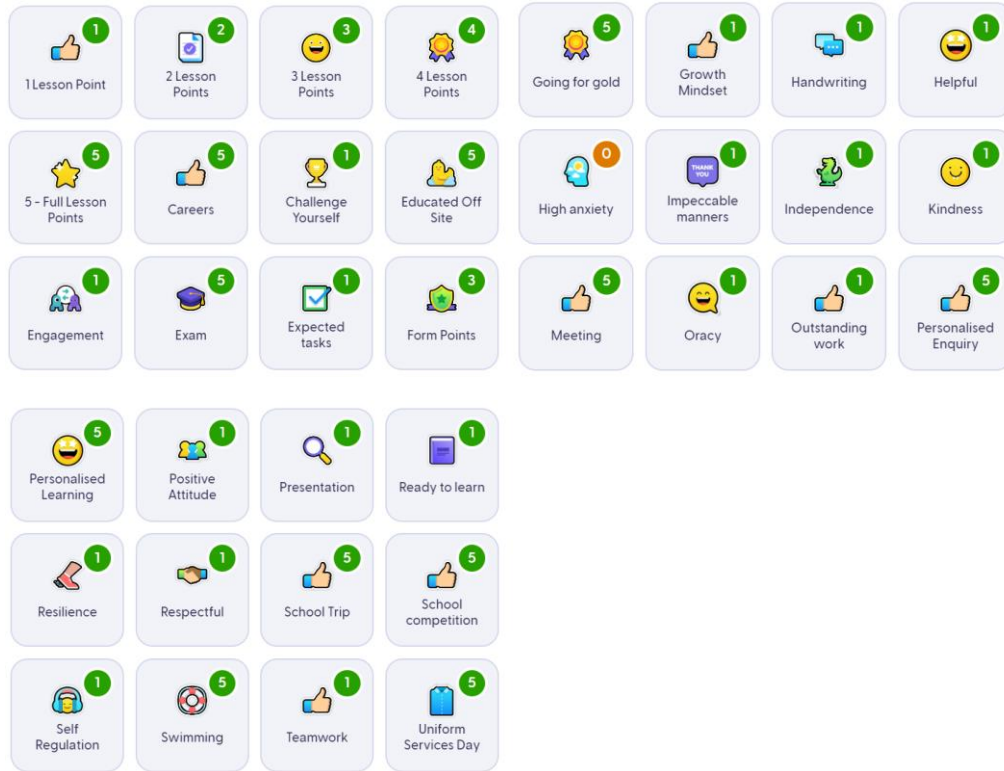 1
1 Lesson Point
2
2 Lesson
Points
3
3 Lesson
Points
4
4 Lesson
Points
5
5 - Full Lesson
Points
5
Careers
1
Challenge
Yourself
5
Educated Off
Site
1
Engagement
5
Exam
1
Expected
tasks
3
Form Points
5
Going for gold
1
Growth
Mindset
1
Handwriting
1
Helpful
0
High anxiety
1
THANK
YOU
Impeccable
manners
1
Independence
1
Kindness
5
Meeting
1
Oracy
1
Outstanding
work
5
Personalised
Enquiry
5
Personalised
Learning
1
Positive
Attitude
1
Presentation
1
Ready to learn
1
Resilience
1
Respectful
5
School Trip
5
School
competition
1
Self
Regulation
5
Swimming
1
Teamwork
5
Uniform
Services Day